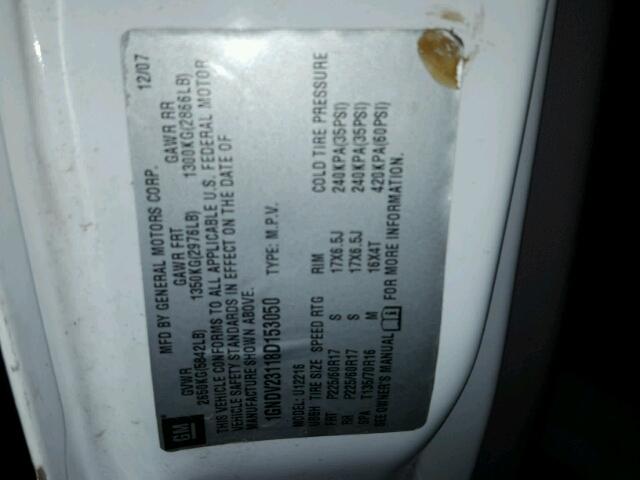 GM
MFD BY GENERAL MOTORS CORP. 12/07
GVWR GAWR FRT GAWR RR
2650KG(5842LB) 1350KG(2976LB) 1300KG(2866LB)
THIS VEHICLE CONFORMS TO ALL APPLICABLE U.S. FEDERAL MOTOR
VEHICLE SAFETY STANDARDS IN EFFECT ON THE DATE OF
MANUFACTURE SHOWN ABOVE.
1GNDV23118D153050 TYPE: M.P.V.
MODEL: U12216
TIRE SIZE SPEED RTG RIM COLD TIRE PRESSURE
FRT P225/60R17 S 17X6.5J 240KPA(35PSI)
RR P225/60R17 S 17X6.5J 240KPA(35PSI)
SPA T135/70R16 M 16X4T 420KPA(60PSI)
SEE OWNER'S MANUAL FOR MORE INFORMATION.